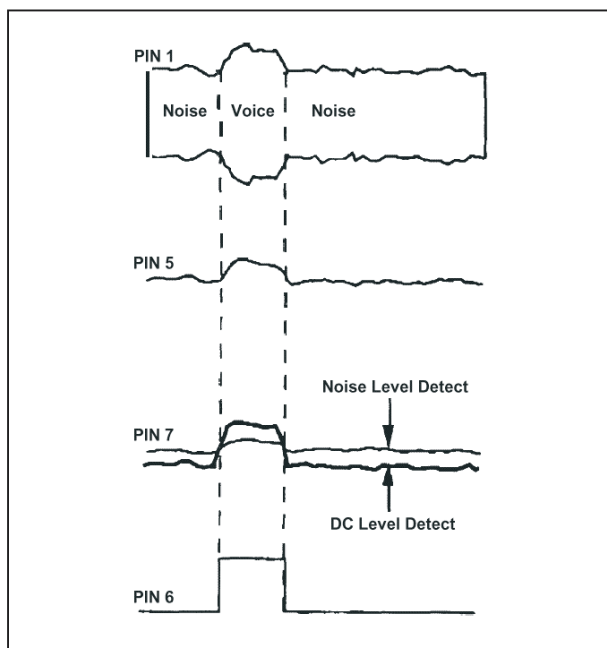 PIN 1
Noise Voice Noise
PIN 5
Noise Level Detect
PIN 7
DC Level Detect
PIN 6